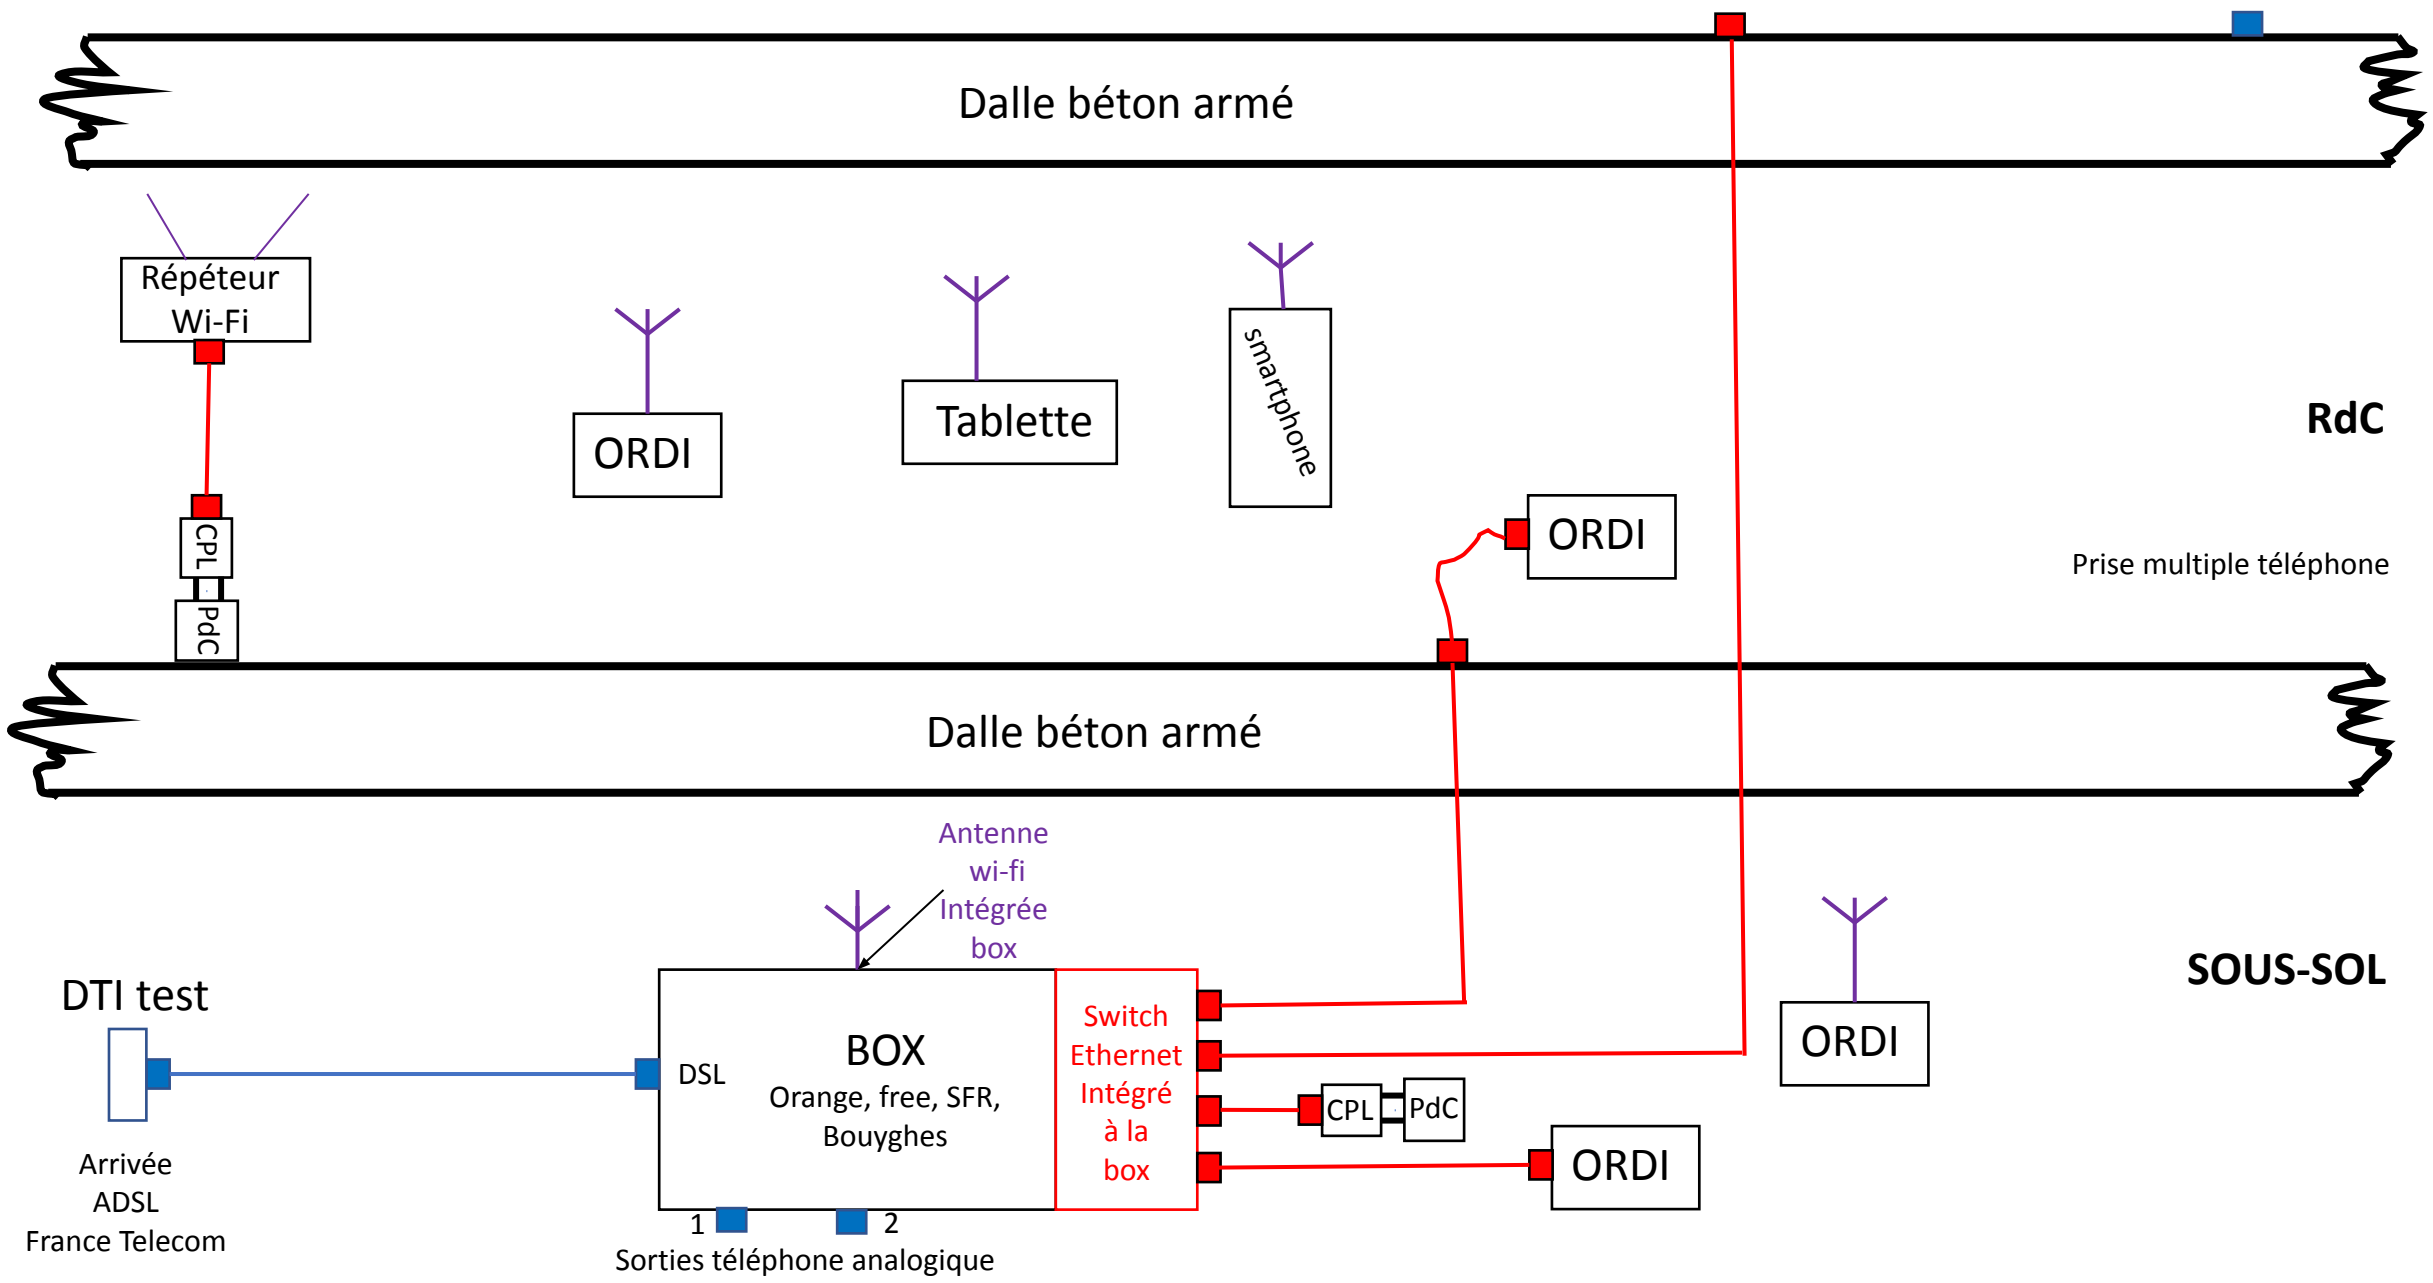 Dalle béton armé
Répéteur
Wi-Fi
ORDI
Tablette
smartphone
RdC
ORDI
Prise multiple téléphone
CPL
PdC
Dalle béton armé
Antenne
wi-fi
Intégrée
box
SOUS-SOL
DTI test
DSL
BOX
Orange, free, SFR,
Bouyghes
Switch
Ethernet
Intégré
à la
box
ORDI
CPL
PdC
ORDI
Arrivée
ADSL
France Telecom
1
2
Sorties téléphone analogique